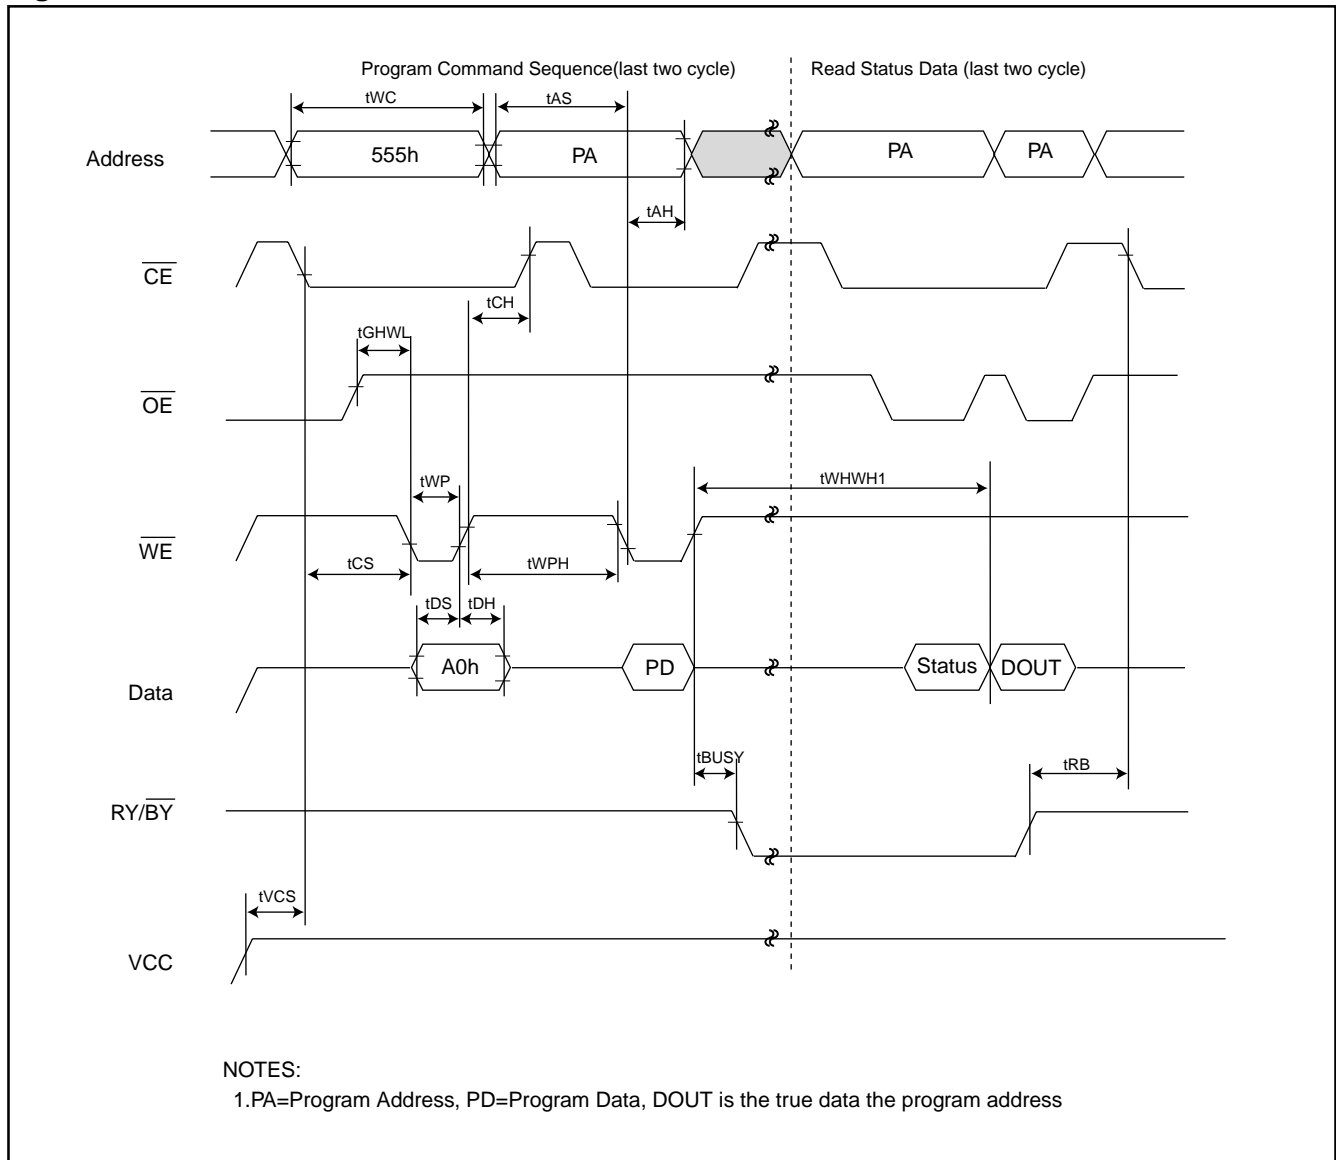 Program Command Sequence(last two cycle)
Read Status Data (last two cycle)
tWC
tAS
Address
555h
PA
PA
PA
tAH
CE
tCH
tGHWL
OE
tWP
tWHWH1
WE
tCS
tWPH
tDS
tDH
Data
A0h
PD
Status
DOUT
tBUSY
tRB
RY/BY
tVCS
VCC
NOTES:
1.PA=Program Address, PD=Program Data, DOUT is the true data the program address